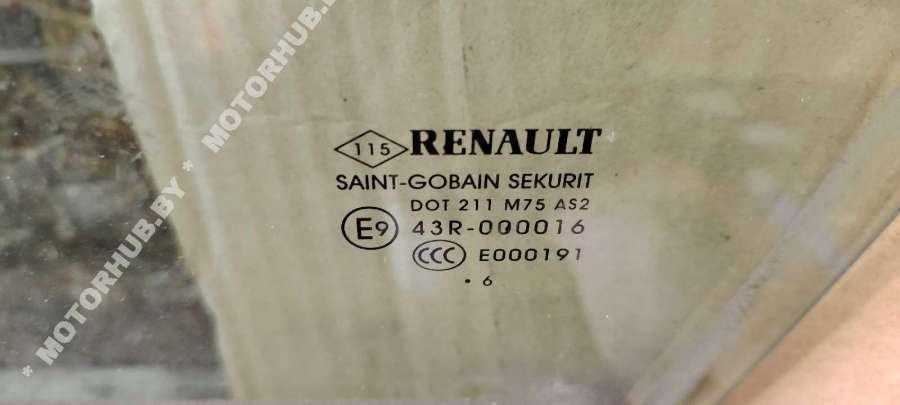 115 RENAULT
SAINT-GOBAIN SEKURIT
DOT 211 M75 AS2
E9 43R-000016
CCC E000191
. 6
* MOTORHUB.BY * MOTORHUB.BY *